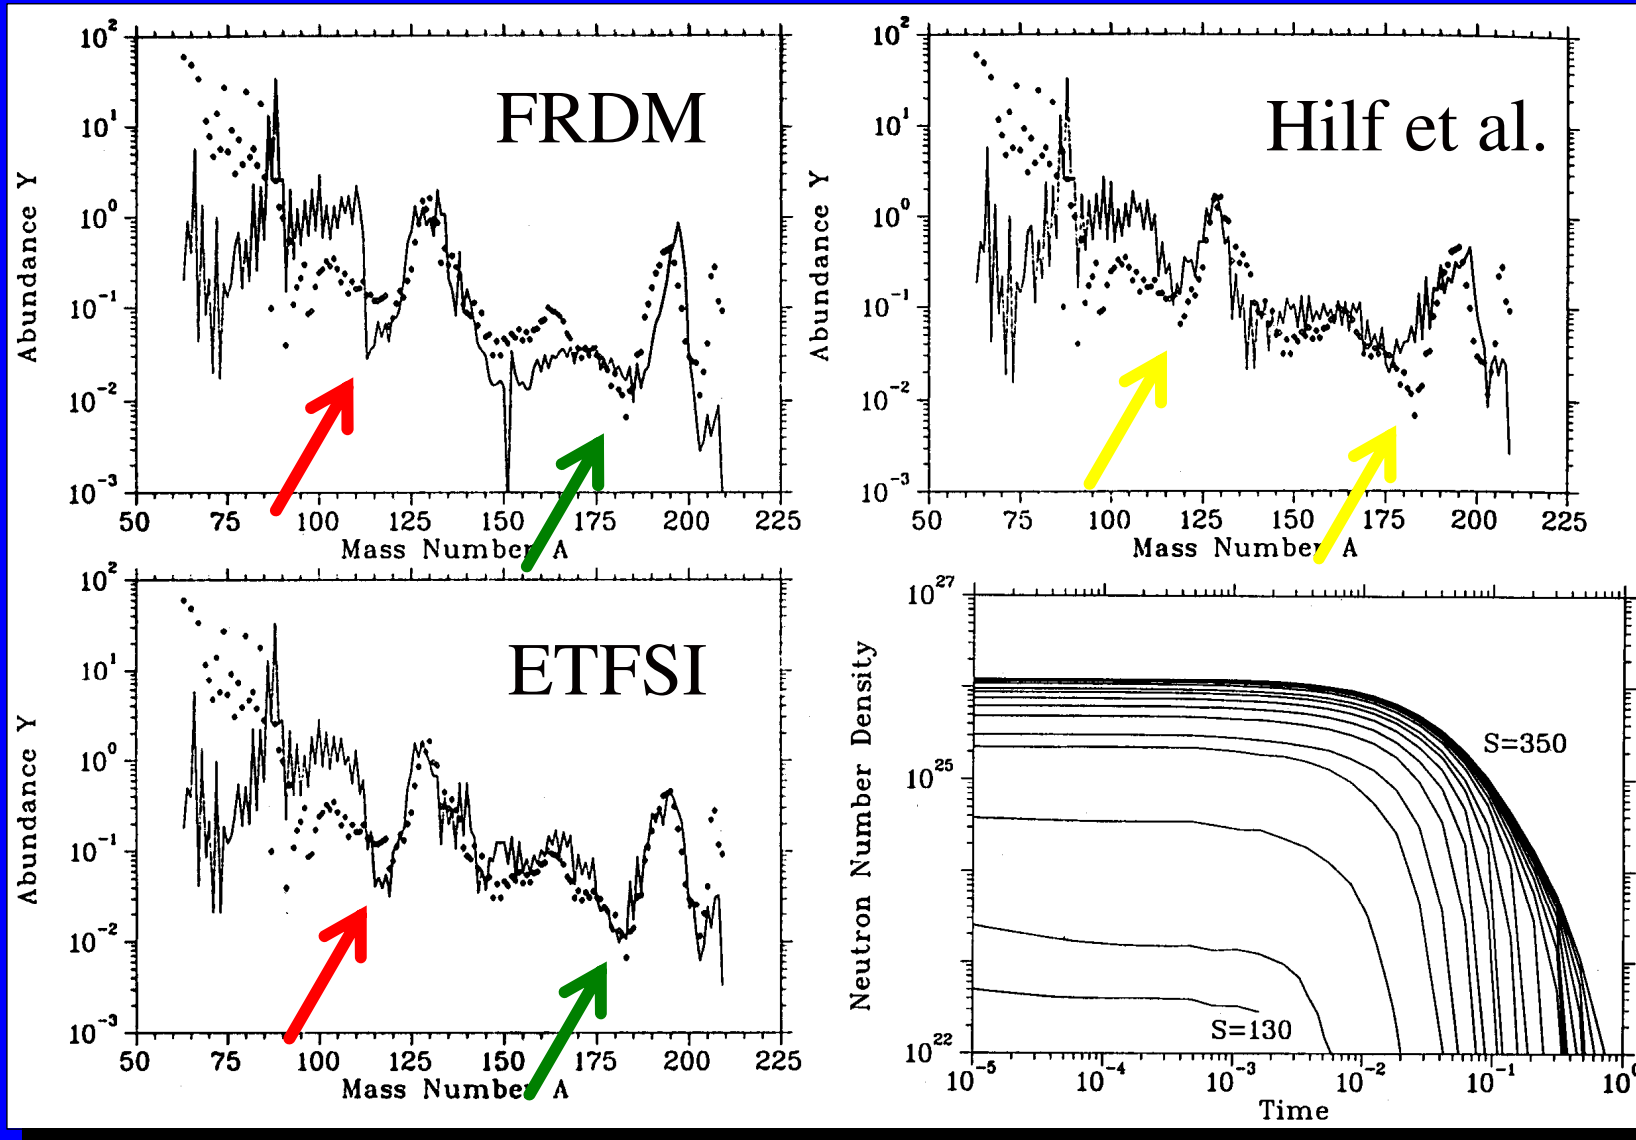 FRDM
Abundance Y
10²
10¹
10⁰
10⁻¹
10⁻²
10⁻³
50 75 100 125 150 175 200 225
Mass Number A
Hilf et al.
Abundance Y
10²
10¹
10⁰
10⁻¹
10⁻²
10⁻³
50 75 100 125 150 175 200 225
Mass Number A
ETFSI
Abundance Y
10²
10¹
10⁰
10⁻¹
10⁻²
10⁻³
50 75 100 125 150 175 200 225
Mass Number A
Neutron Number Density
10²⁷
10²⁵
10²²
S=350
S=130
10⁻⁵ 10⁻⁴ 10⁻³ 10⁻² 10⁻¹ 10⁰
Time